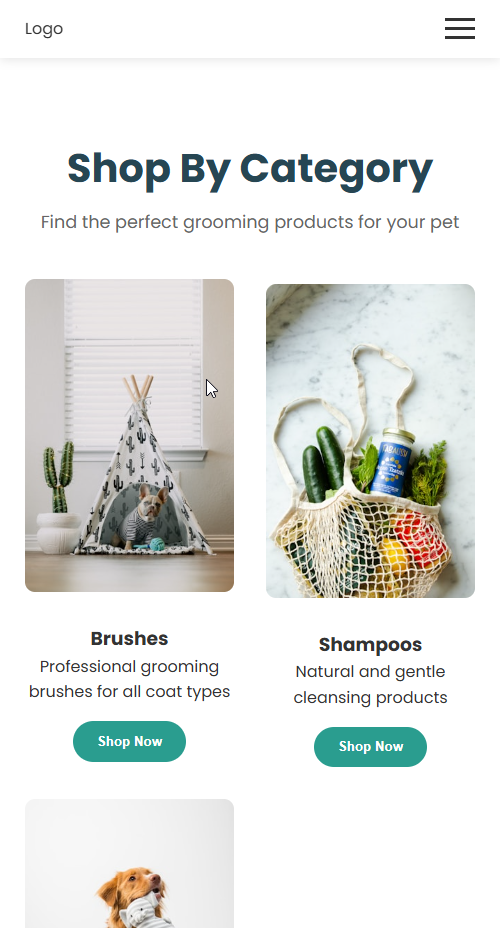 Logo
Shop By Category
Find the perfect grooming products for your pet
Brushes
Professional grooming
brushes for all coat types
Shop Now
Shampoos
Natural and gentle
cleansing products
Shop Now